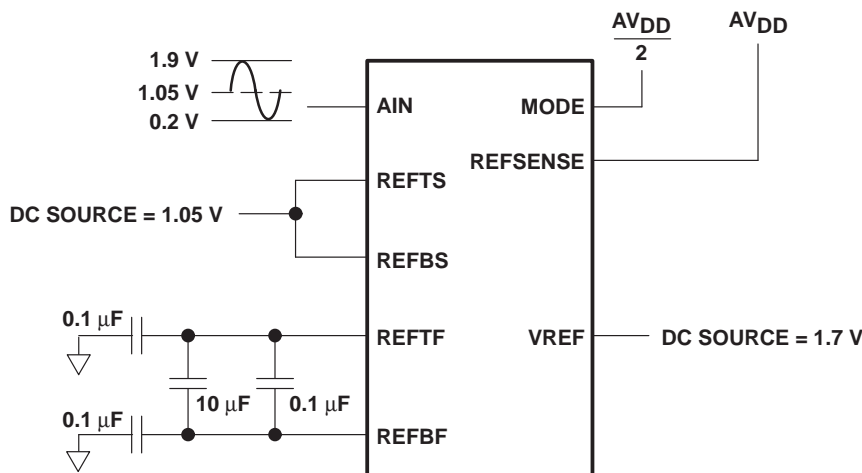 AVDD
2
AVDD
1.9 V
1.05 V
0.2 V
AIN
MODE
REFSENSE
REFTS
DC SOURCE = 1.05 V
REFBS
0.1 μF
REFTF
VREF
DC SOURCE = 1.7 V
10 μF
0.1 μF
0.1 μF
REFBF